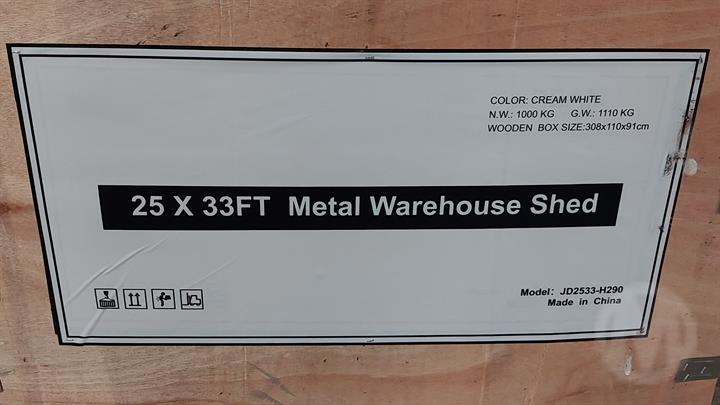 COLOR: CREAM WHITE
N.W.: 1000 KG G.W.: 1110 KG
WOODEN BOX SIZE:308x110x91cm
25 X 33FT Metal Warehouse Shed
Model: JD2533-H290
Made in China